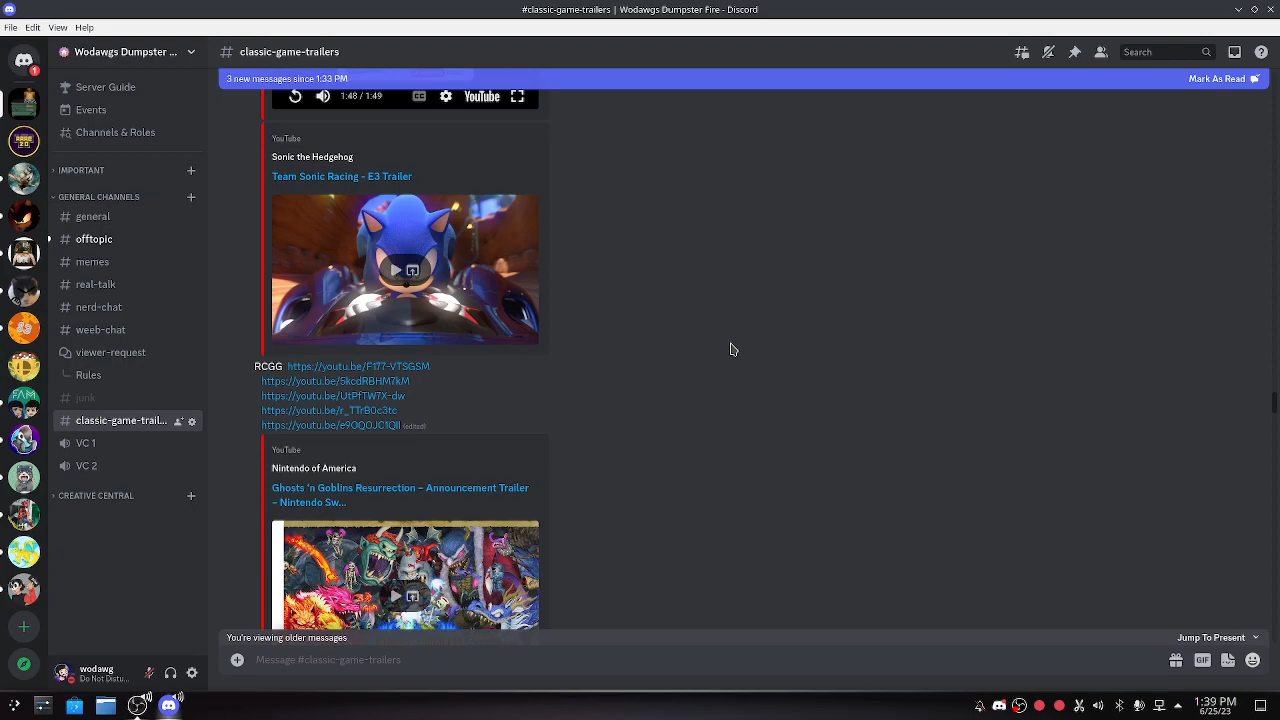 #classic-game-trailers | Wodawgs Dumpster Fire - Discord
File Edit View Help
Wodawgs Dumpster ...
classic-game-trailers
Search
1
3 new messages since 1:33 PM
Mark As Read
Server Guide
Events
Channels & Roles
IMPORTANT
GENERAL CHANNELS
general
offtopic
memes
real-talk
nerd-chat
weeb-chat
viewer-request
Rules
junk
classic-game-trail...
VC 1
VC 2
CREATIVE CENTRAL
wodawg
Do Not Distu...
1:48 / 1:49
CC
YouTube
YouTube
Sonic the Hedgehog
Team Sonic Racing - E3 Trailer
RCGG https://youtu.be/F177-VTSGSM
https://youtu.be/5kcdRBHM7kM
https://youtu.be/UtPfTW7X-dw
https://youtu.be/r_TTrB0c3tc
https://youtu.be/e9OQOJC1QII (edited)
YouTube
Nintendo of America
Ghosts 'n Goblins Resurrection – Announcement Trailer
– Nintendo Sw...
You're viewing older messages
Jump To Present
Message #classic-game-trailers
GIF
1:39 PM
6/25/23